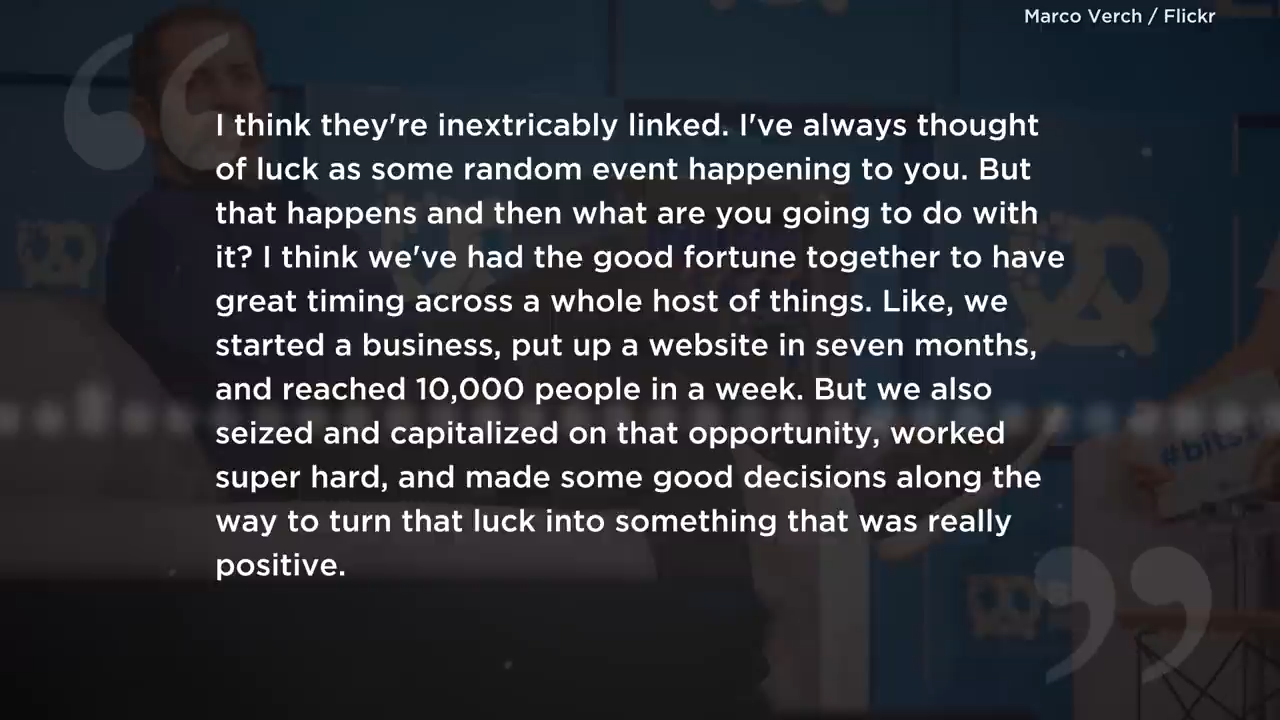 Marco Verch / Flickr
I think they're inextricably linked. I've always thought
of luck as some random event happening to you. But
that happens and then what are you going to do with
it? I think we've had the good fortune together to have
great timing across a whole host of things. Like, we
started a business, put up a website in seven months,
and reached 10,000 people in a week. But we also
seized and capitalized on that opportunity, worked
super hard, and made some good decisions along the
way to turn that luck into something that was really
positive.